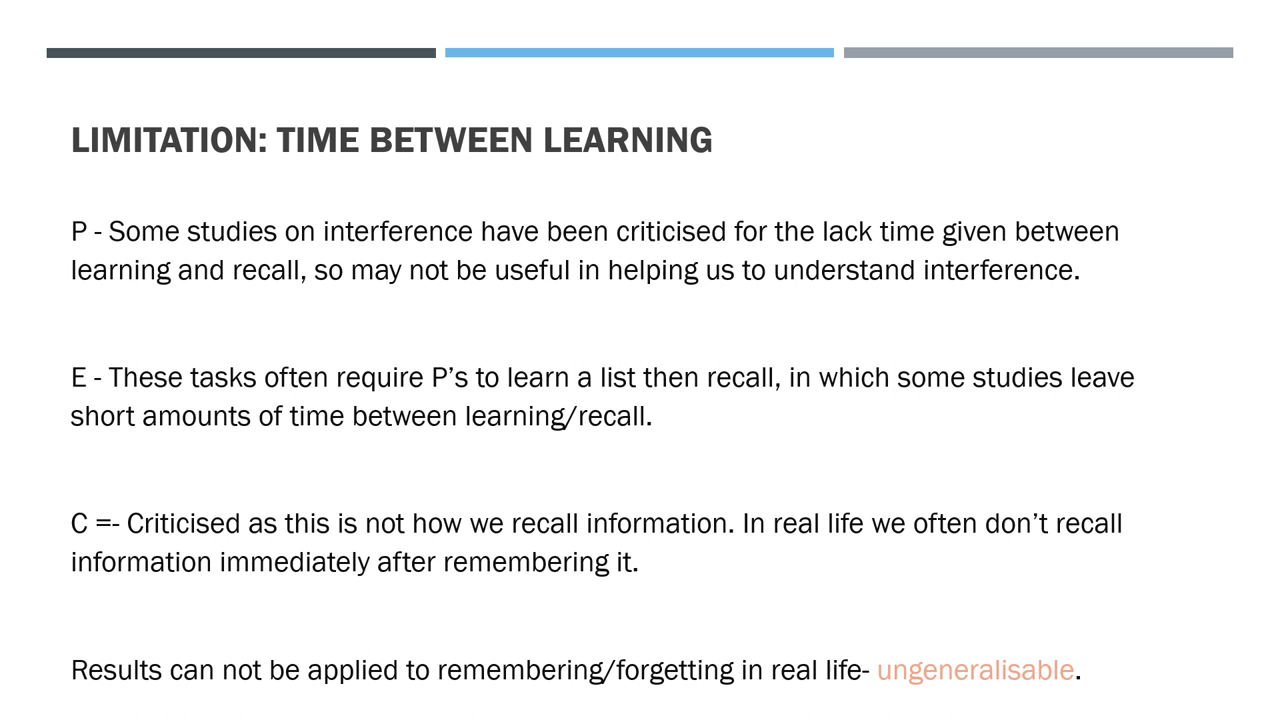 LIMITATION: TIME BETWEEN LEARNING
P - Some studies on interference have been criticised for the lack time given between
learning and recall, so may not be useful in helping us to understand interference.
E - These tasks often require P’s to learn a list then recall, in which some studies leave
short amounts of time between learning/recall.
C =- Criticised as this is not how we recall information. In real life we often don’t recall
information immediately after remembering it.
Results can not be applied to remembering/forgetting in real life- ungeneralisable.